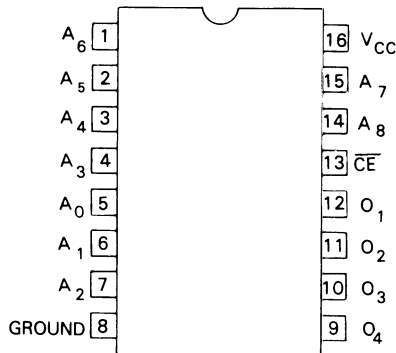 A6 1 16 VCC
A5 2 15 A7
A4 3 14 A8
A3 4 13 C̅E̅
A0 5 12 O1
A1 6 11 O2
A2 7 10 O3
GROUND 8 9 O4